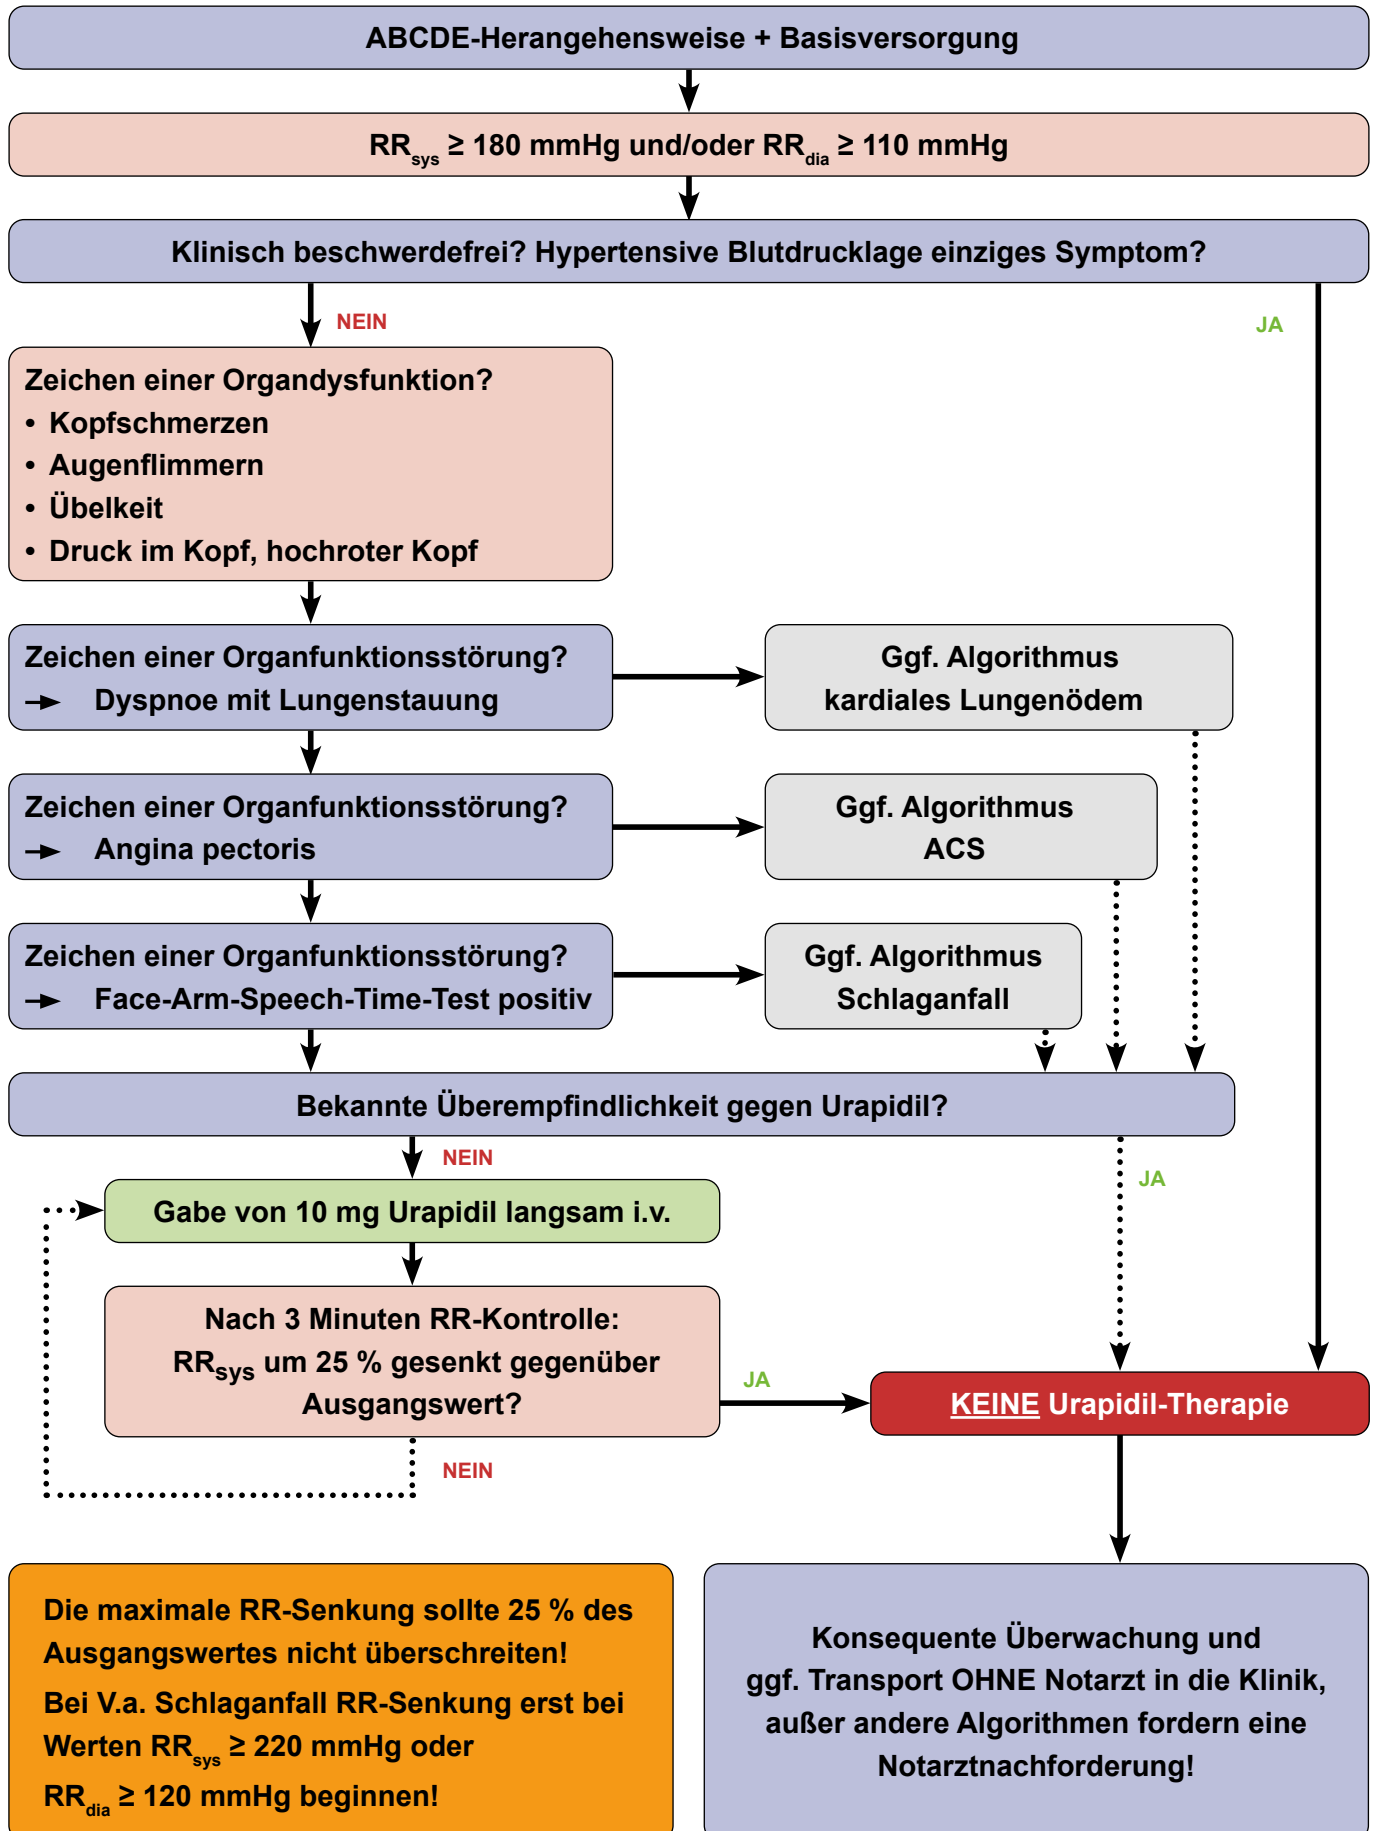 ABCDE-Herangehensweise + Basisversorgung
RRsys ≥ 180 mmHg und/oder RRdia ≥ 110 mmHg
Klinisch beschwerdefrei? Hypertensive Blutdrucklage einziges Symptom?
NEIN
JA
Zeichen einer Organdysfunktion?
• Kopfschmerzen
• Augenflimmern
• Übelkeit
• Druck im Kopf, hochroter Kopf
Zeichen einer Organfunktionsstörung?
→ Dyspnoe mit Lungenstauung
Ggf. Algorithmus
kardiales Lungenödem
Zeichen einer Organfunktionsstörung?
→ Angina pectoris
Ggf. Algorithmus
ACS
Zeichen einer Organfunktionsstörung?
→ Face-Arm-Speech-Time-Test positiv
Ggf. Algorithmus
Schlaganfall
Bekannte Überempfindlichkeit gegen Urapidil?
NEIN
JA
Gabe von 10 mg Urapidil langsam i.v.
Nach 3 Minuten RR-Kontrolle:
RRsys um 25 % gesenkt gegenüber
Ausgangswert?
JA
NEIN
KEINE Urapidil-Therapie
Die maximale RR-Senkung sollte 25 % des
Ausgangswertes nicht überschreiten!
Bei V.a. Schlaganfall RR-Senkung erst bei
Werten RRsys ≥ 220 mmHg oder
RRdia ≥ 120 mmHg beginnen!
Konsequente Überwachung und
ggf. Transport OHNE Notarzt in die Klinik,
außer andere Algorithmen fordern eine
Notarztnachforderung!